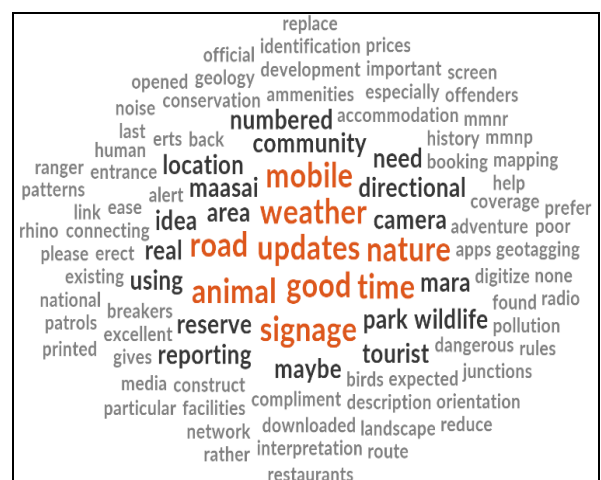 replace
official identification prices
opened geology development important screen
noise conservation ammenities especially offenders
numbered accommodation mmnr
last erts back community history mmnp
human
ranger entrance location mobile need booking mapping
patterns alert maasai directional help
link ease idea area weather camera coverage prefer
rhino connecting adventure poor
please erect real road updates nature apps geotagging
existing using animal good time mara digitize none
national found radio
patrols breakers reserve signage park wildlife pollution
excellent
printed gives reporting maybe tourist dangerous rules
media construct birds expected junctions
particular facilities compliment description orientation
network downloaded landscape reduce
rather interpretation route
restaurants